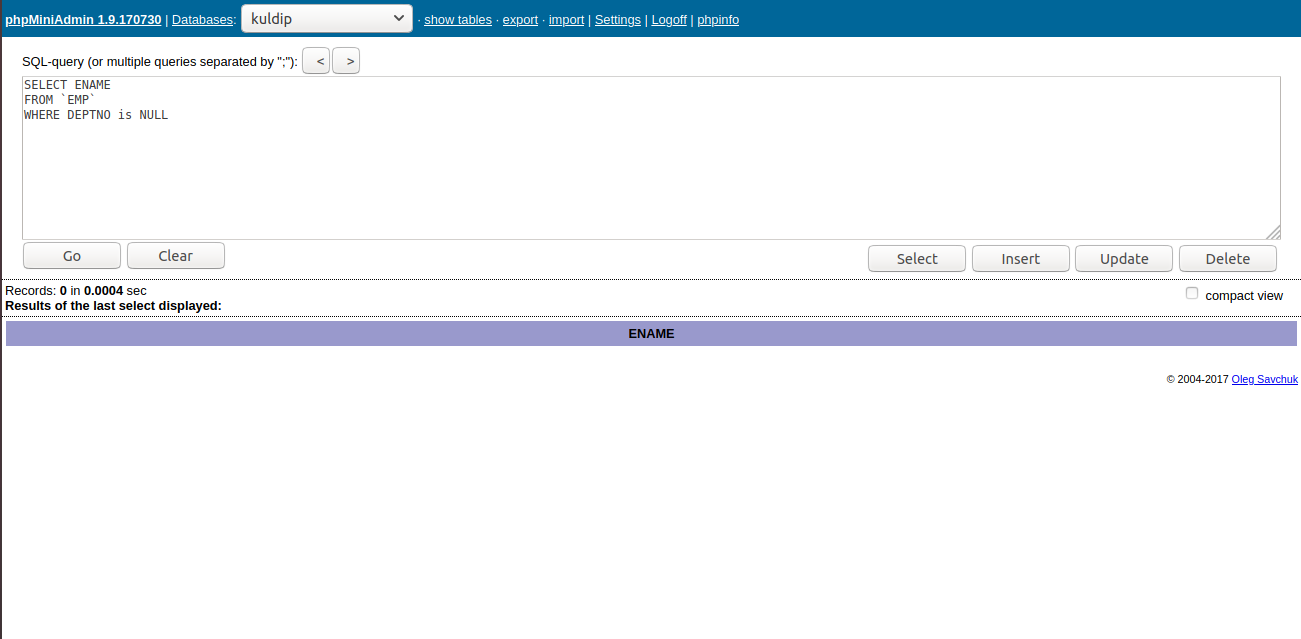 phpMiniAdmin 1.9.170730 | Databases: kuldip · show tables · export · import | Settings | Logoff | phpinfo
SQL-query (or multiple queries separated by ";"): < >
SELECT ENAME
FROM `EMP`
WHERE DEPTNO is NULL
Go Clear Select Insert Update Delete
Records: 0 in 0.0004 sec
compact view
Results of the last select displayed:
ENAME
© 2004-2017 Oleg Savchuk